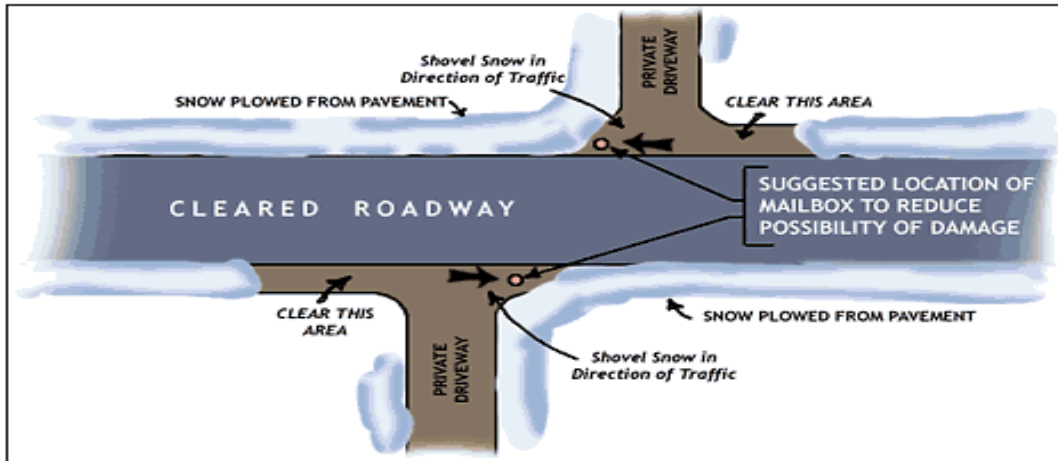 Shovel Snow in
Direction of Traffic
PRIVATE
DRIVEWAY
SNOW PLOWED FROM PAVEMENT
CLEAR THIS AREA
CLEARED ROADWAY
SUGGESTED LOCATION OF
MAILBOX TO REDUCE
POSSIBILITY OF DAMAGE
CLEAR THIS
AREA
SNOW PLOWED FROM PAVEMENT
PRIVATE
DRIVEWAY
Shovel Snow in
Direction of Traffic